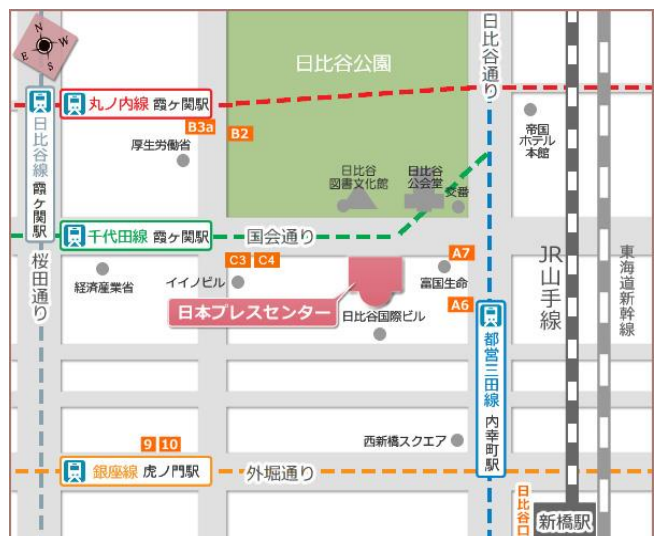 N
W
E
S
日比谷公園
日比谷通り
丸ノ内線 霞ヶ関駅
B3a
B2
厚生労働省
帝国
ホテル
本館
日比谷線 霞ヶ関駅
日比谷
図書文化館
日比谷
公会堂
交番
千代田線 霞ヶ関駅
国会通り
桜田通り
経済産業省
イイノビル
C3
C4
A7
富国生命
日本プレスセンター
A6
日比谷国際ビル
JR山手線
東海道新幹線
都営三田線 内幸町駅
9
10
西新橋スクエア
銀座線 虎ノ門駅
外堀通り
日比谷口
新橋駅